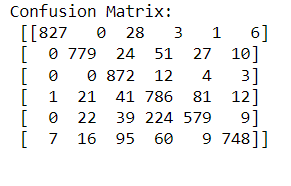 Confusion Matrix:
[[827 0 28 3 1 6]
[ 0 779 24 51 27 10]
[ 0 0 872 12 4 3]
[ 1 21 41 786 81 12]
[ 0 22 39 224 579 9]
[ 7 16 95 60 9 748]]